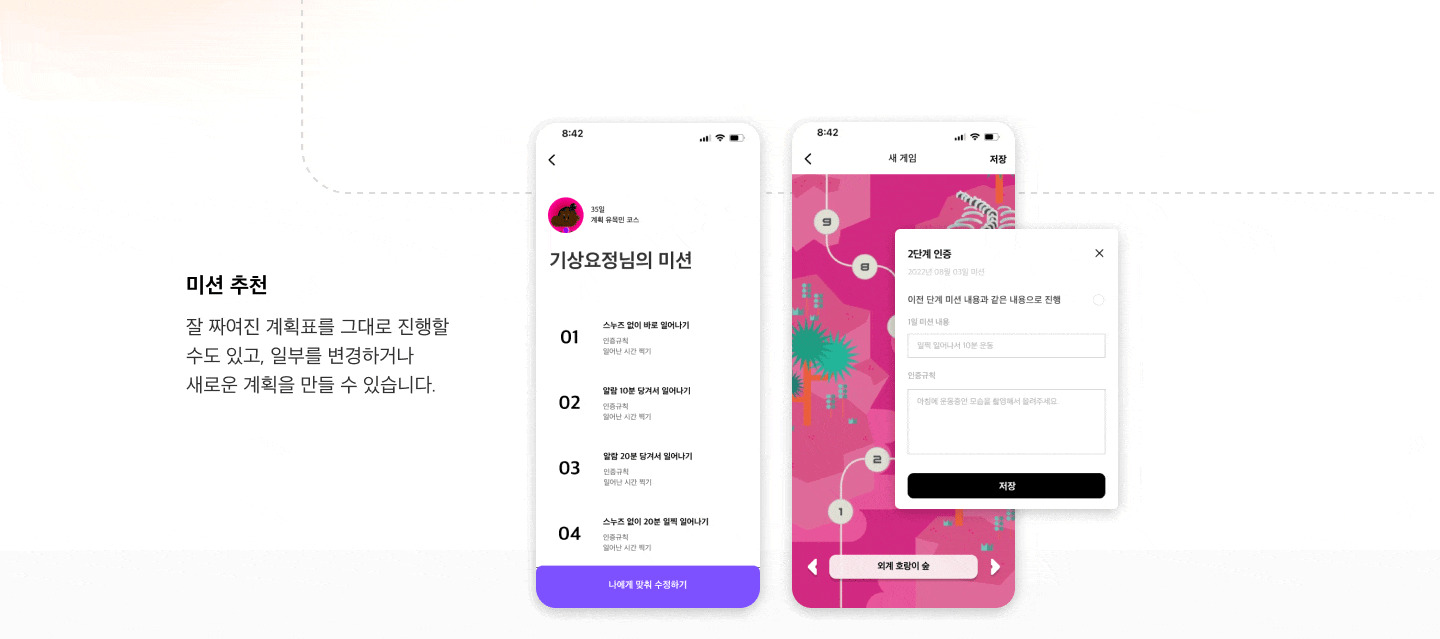 미션 추천
잘 짜여진 계획표를 그대로 진행할
수도 있고, 일부를 변경하거나
새로운 계획을 만들 수 있습니다.
8:42
35일
계획 유목민 코스
기상요정님의 미션
01
스누즈 없이 바로 일어나기
인증규칙
일어난 시간 찍기
02
알람 10분 당겨서 일어나기
인증규칙
일어난 시간 찍기
03
알람 20분 당겨서 일어나기
인증규칙
일어난 시간 찍기
04
스누즈 없이 20분 일찍 일어나기
인증규칙
일어난 시간 찍기
나에게 맞춰 수정하기
8:42
새 게임
저장
9
8
2
1
외계 호랑이 숲
2단계 인증
2022년 08월 03일 미션
이전 단계 미션 내용과 같은 내용으로 진행
1일 미션 내용
일찍 일어나서 10분 운동
인증규칙
아침에 운동중인 모습을 촬영해서 올려주세요.
저장